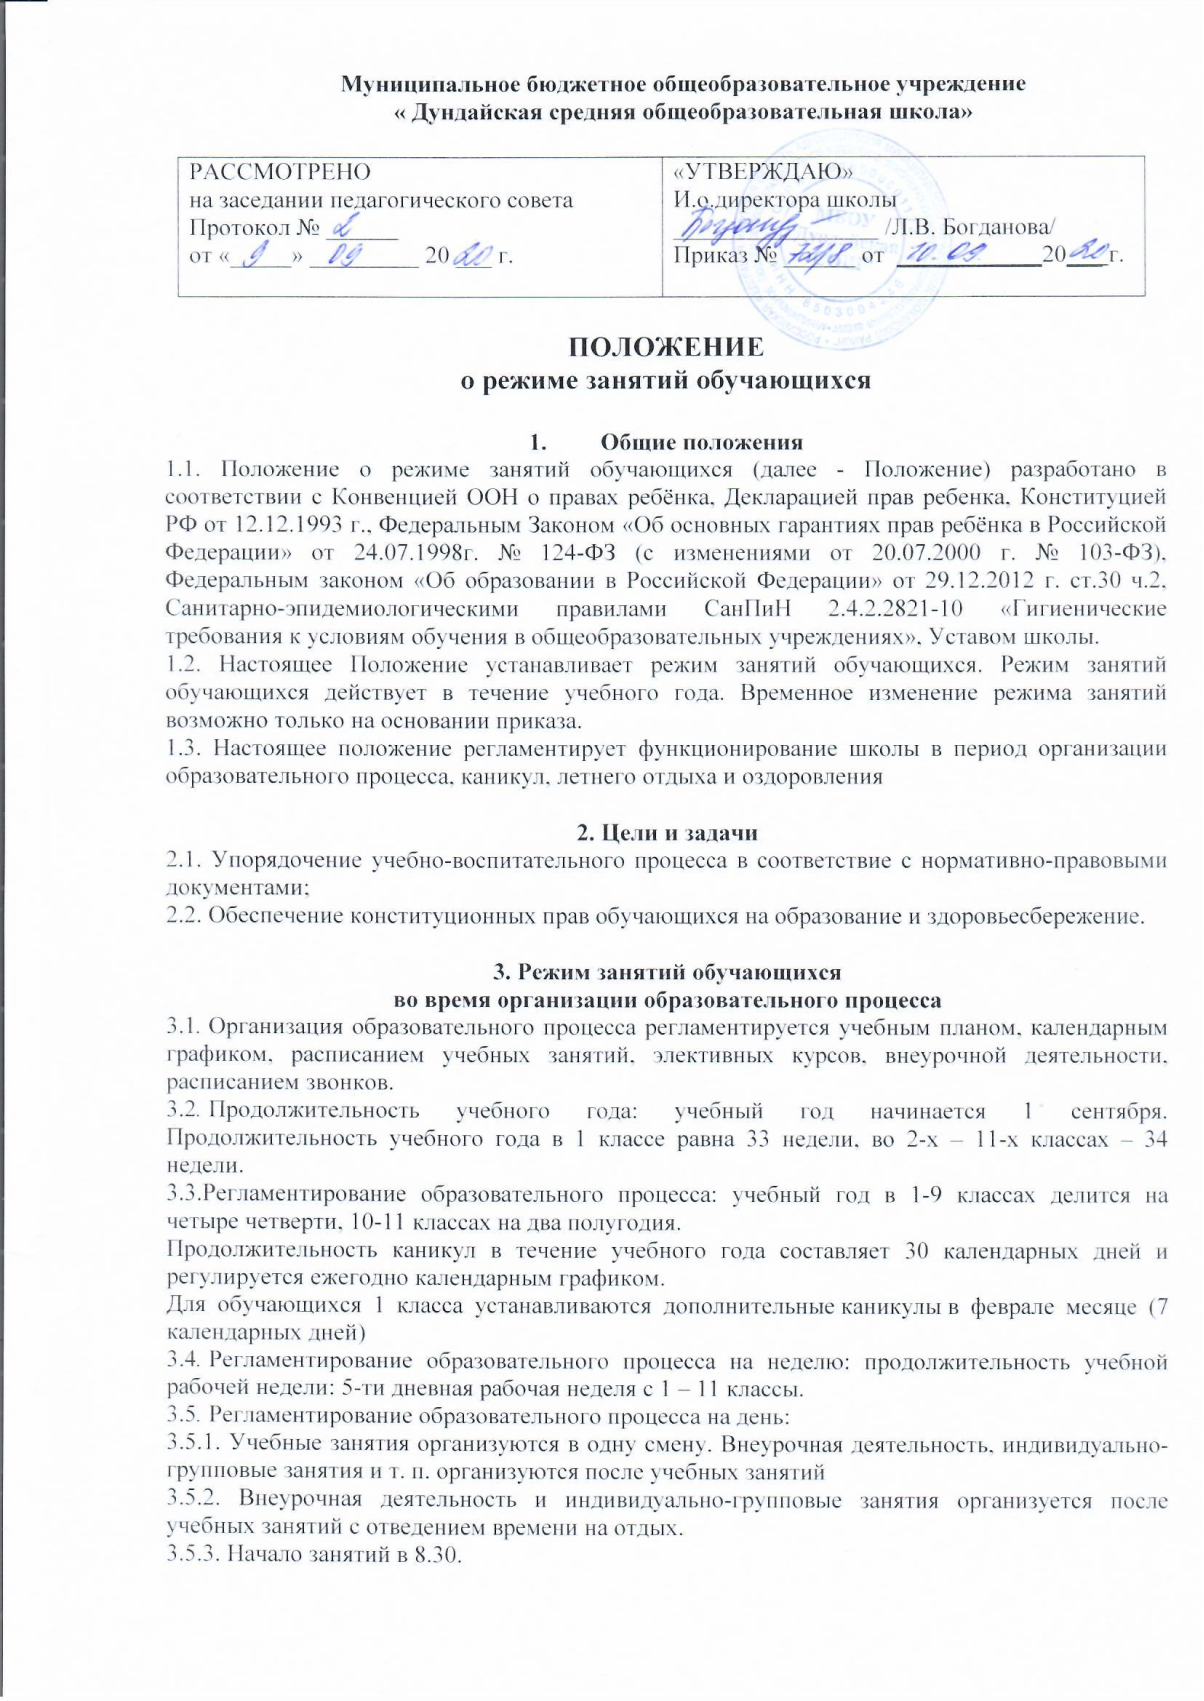 Муниципальное бюджетное общеобразовательное учреждение
« Дундайская средняя общеобразовательная школа»
РАССМОТРЕНО
на заседании педагогического совета
Протокол № 2
от « 9 » 09 20 20 г.
«УТВЕРЖДАЮ»
И.о.директора школы
/Л.В. Богданова/
Приказ № 72/8 от 10.09 20 20 г.
ПОЛОЖЕНИЕ
о режиме занятий обучающихся
1. Общие положения
1.1. Положение о режиме занятий обучающихся (далее - Положение) разработано в
соответствии с Конвенцией ООН о правах ребёнка, Декларацией прав ребенка, Конституцией
РФ от 12.12.1993 г., Федеральным Законом «Об основных гарантиях прав ребёнка в Российской
Федерации» от 24.07.1998г. № 124-ФЗ (с изменениями от 20.07.2000 г. № 103-ФЗ),
Федеральным законом «Об образовании в Российской Федерации» от 29.12.2012 г. ст.30 ч.2,
Санитарно-эпидемиологическими правилами СанПиН 2.4.2.2821-10 «Гигиенические
требования к условиям обучения в общеобразовательных учреждениях», Уставом школы.
1.2. Настоящее Положение устанавливает режим занятий обучающихся. Режим занятий
обучающихся действует в течение учебного года. Временное изменение режима занятий
возможно только на основании приказа.
1.3. Настоящее положение регламентирует функционирование школы в период организации
образовательного процесса, каникул, летнего отдыха и оздоровления
2. Цели и задачи
2.1. Упорядочение учебно-воспитательного процесса в соответствие с нормативно-правовыми
документами;
2.2. Обеспечение конституционных прав обучающихся на образование и здоровьесбережение.
3. Режим занятий обучающихся
во время организации образовательного процесса
3.1. Организация образовательного процесса регламентируется учебным планом, календарным
графиком, расписанием учебных занятий, элективных курсов, внеурочной деятельности,
расписанием звонков.
3.2. Продолжительность учебного года: учебный год начинается 1 сентября.
Продолжительность учебного года в 1 классе равна 33 недели, во 2-х – 11-х классах – 34
недели.
3.3.Регламентирование образовательного процесса: учебный год в 1-9 классах делится на
четыре четверти, 10-11 классах на два полугодия.
Продолжительность каникул в течение учебного года составляет 30 календарных дней и
регулируется ежегодно календарным графиком.
Для обучающихся 1 класса устанавливаются дополнительные каникулы в феврале месяце (7
календарных дней)
3.4. Регламентирование образовательного процесса на неделю: продолжительность учебной
рабочей недели: 5-ти дневная рабочая неделя с 1 – 11 классы.
3.5. Регламентирование образовательного процесса на день:
3.5.1. Учебные занятия организуются в одну смену. Внеурочная деятельность, индивидуально-
групповые занятия и т. п. организуются после учебных занятий
3.5.2. Внеурочная деятельность и индивидуально-групповые занятия организуется после
учебных занятий с отведением времени на отдых.
3.5.3. Начало занятий в 8.30.